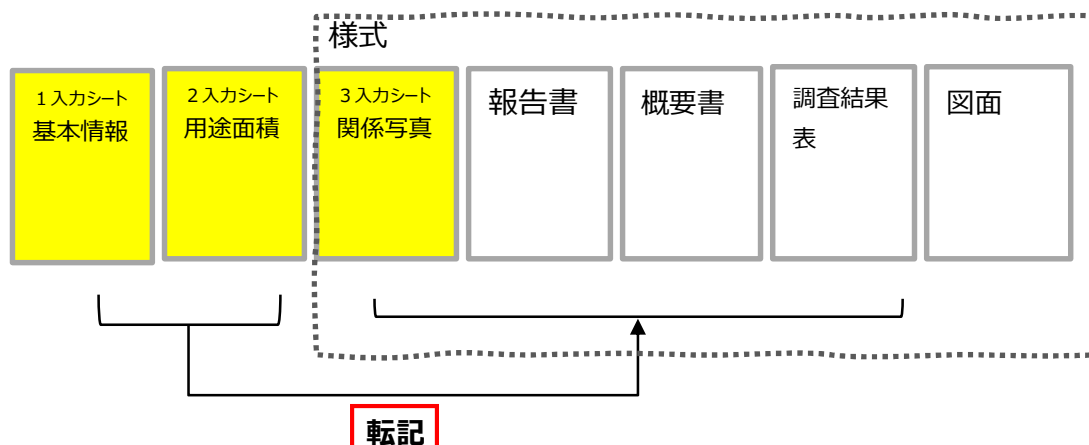 様式
1入力シート
基本情報
2入力シート
用途面積
3入力シート
関係写真
報告書
概要書
調査結果
表
図面
転記